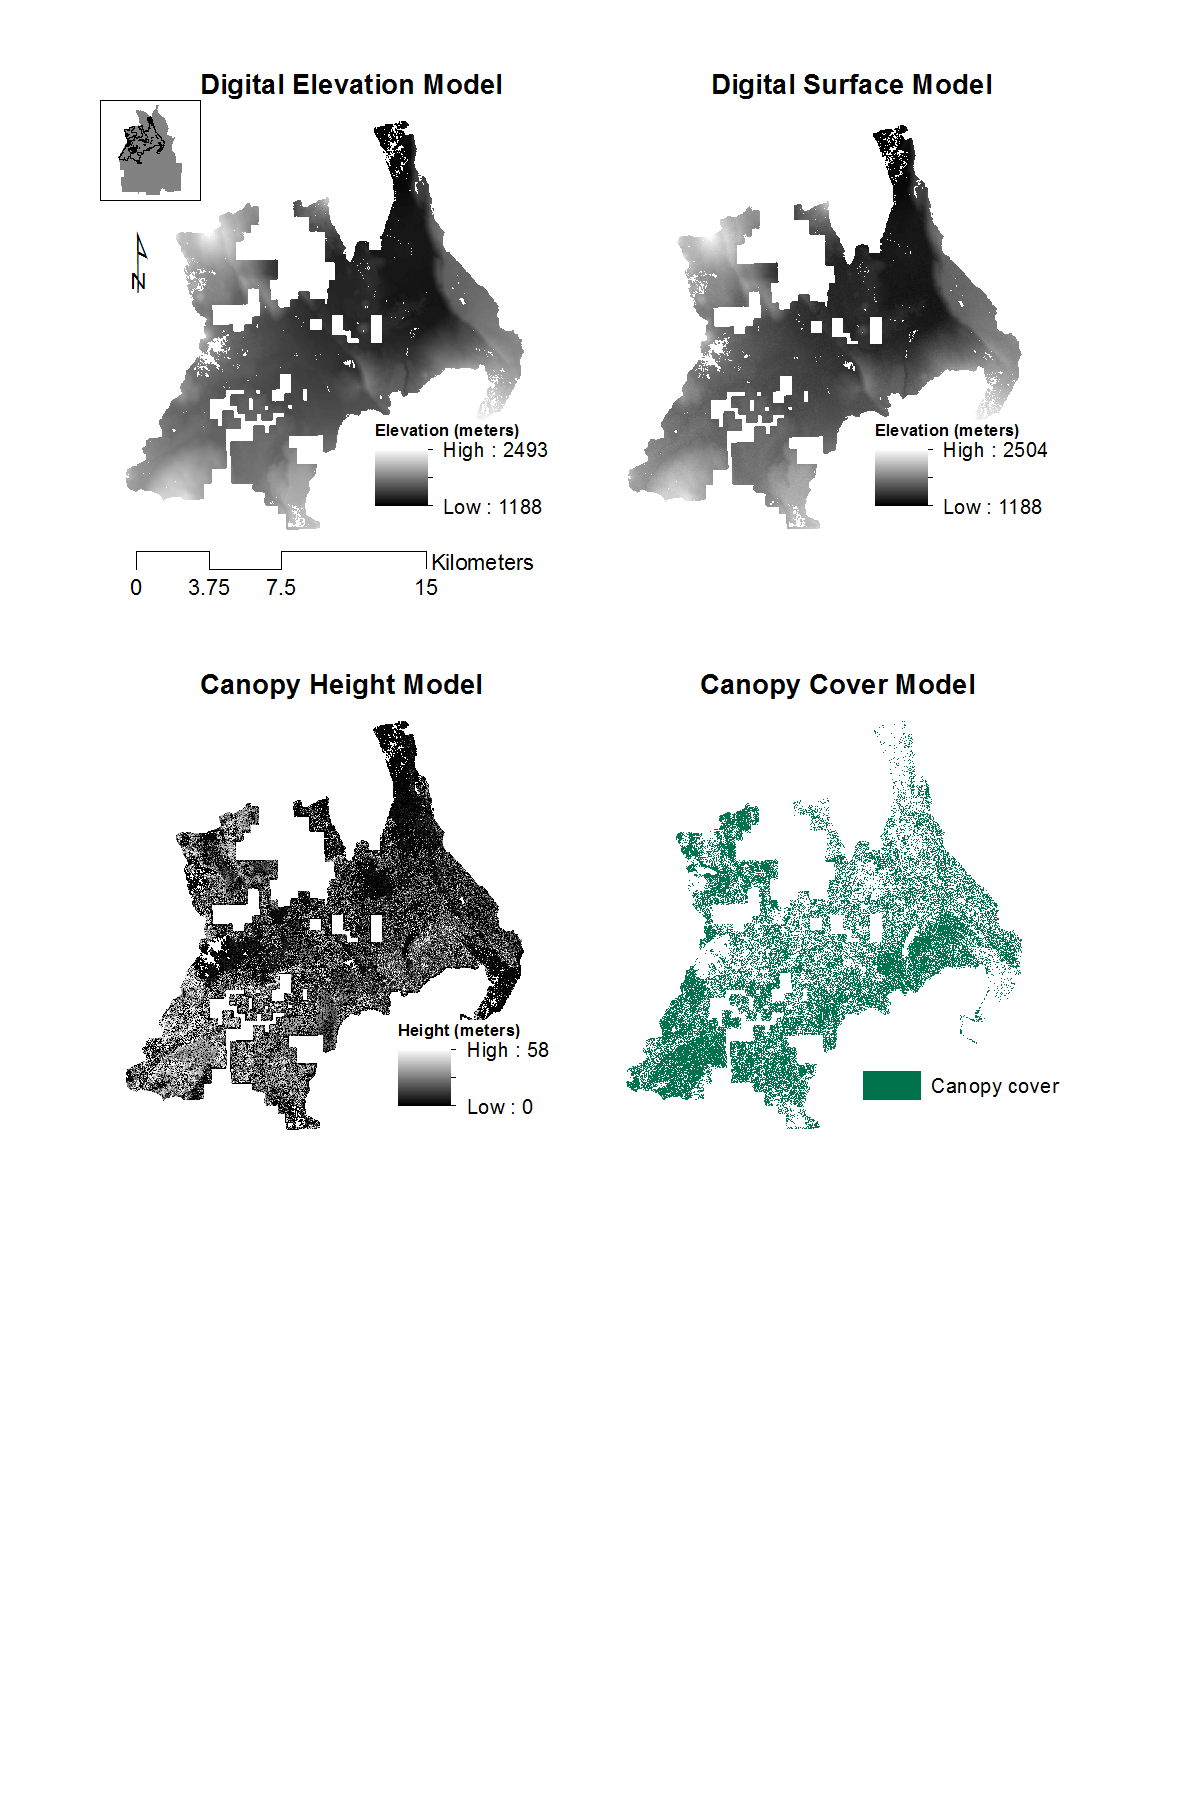 Digital Elevation Model
Digital Surface Model
N
Elevation (meters)
High : 2493
Low : 1188
Elevation (meters)
High : 2504
Low : 1188
Kilometers
0 3.75 7.5 15
Canopy Height Model
Canopy Cover Model
Height (meters)
High : 58
Low : 0
Canopy cover